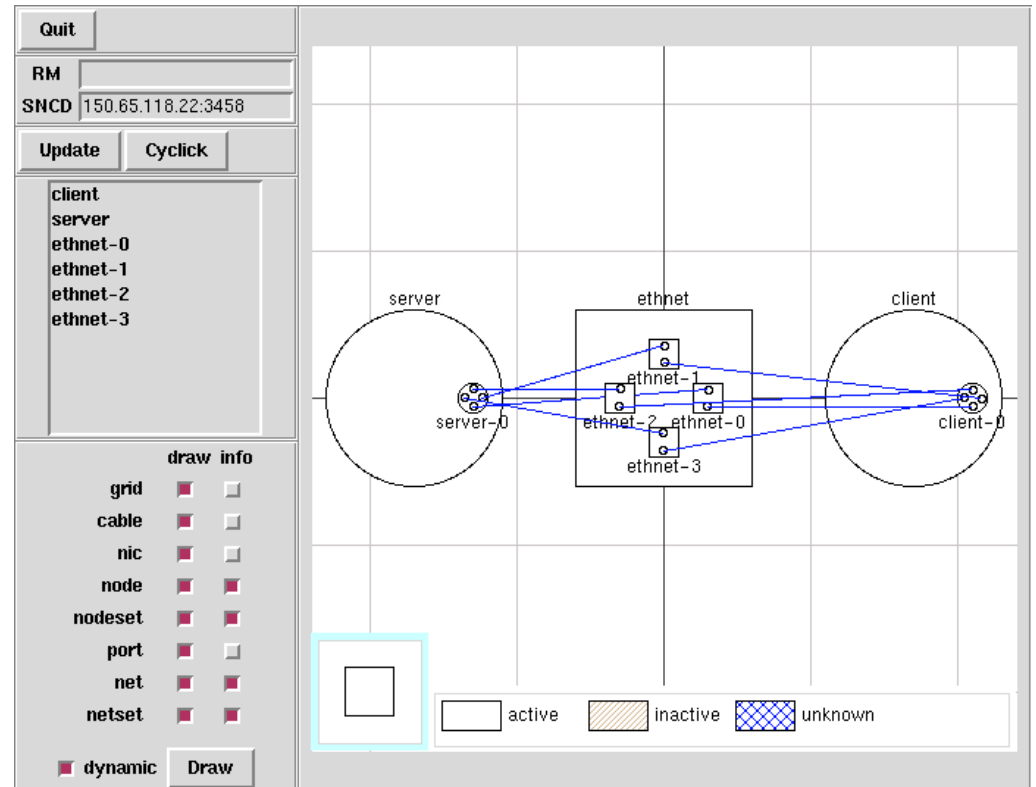 Quit
RM
SNCD 150.65.118.22:3458
Update Cyclick
client
server
ethnet-0
ethnet-1
ethnet-2
ethnet-3
draw info
grid
cable
nic
node
nodeset
port
net
netset
dynamic Draw
server ethnet client
ethnet-1
server-0 ethnet-2 ethnet-0 client-0
ethnet-3
active inactive unknown